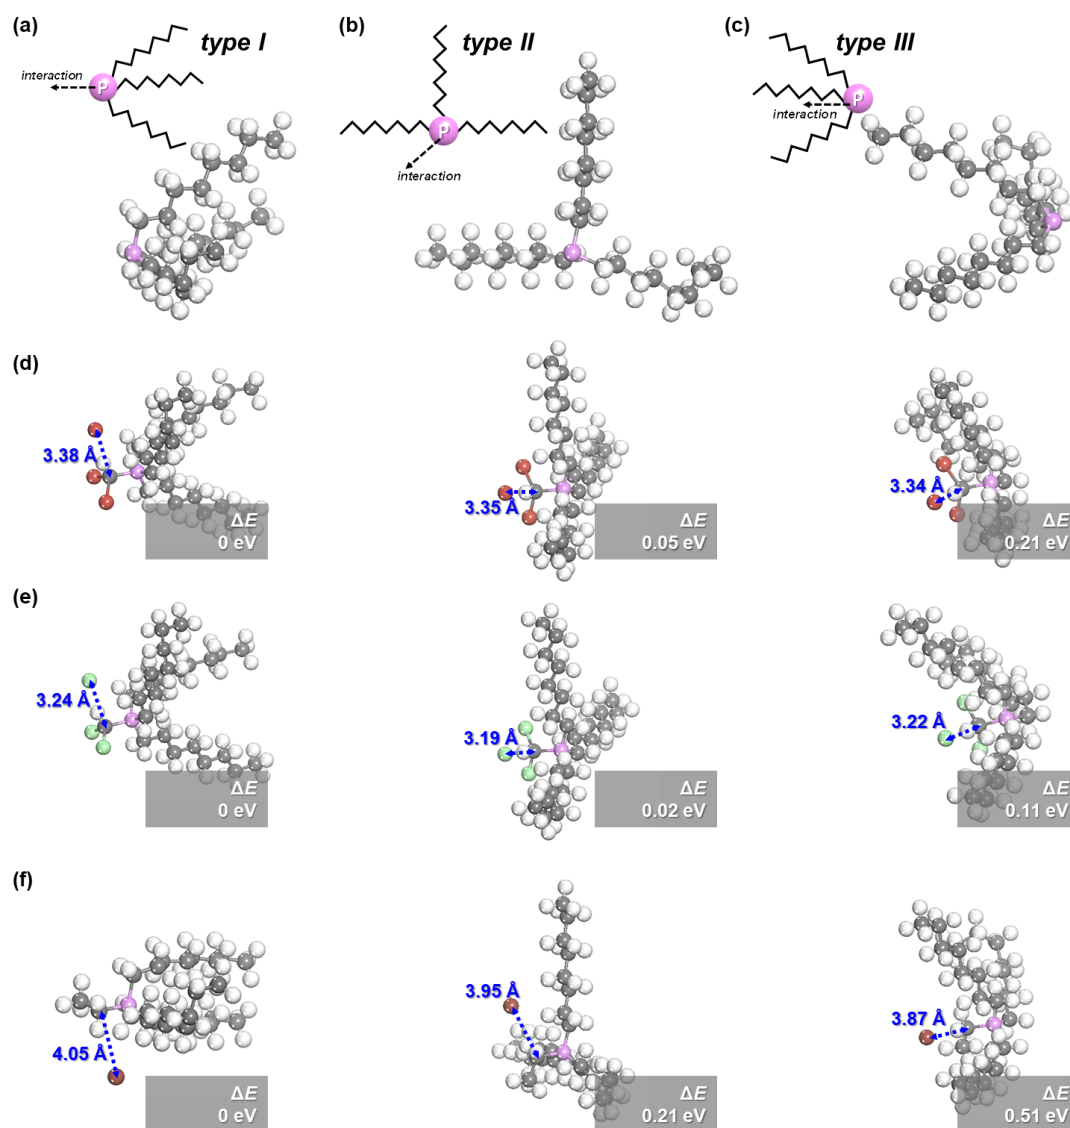 (a)
type I
interaction
P
(b)
type II
P
interaction
(c)
type III
P
interaction
(d)
3.38 Å
ΔE
0 eV
3.35 Å
ΔE
0.05 eV
3.34 Å
ΔE
0.21 eV
(e)
3.24 Å
ΔE
0 eV
3.19 Å
ΔE
0.02 eV
3.22 Å
ΔE
0.11 eV
(f)
4.05 Å
ΔE
0 eV
3.95 Å
ΔE
0.21 eV
3.87 Å
ΔE
0.51 eV